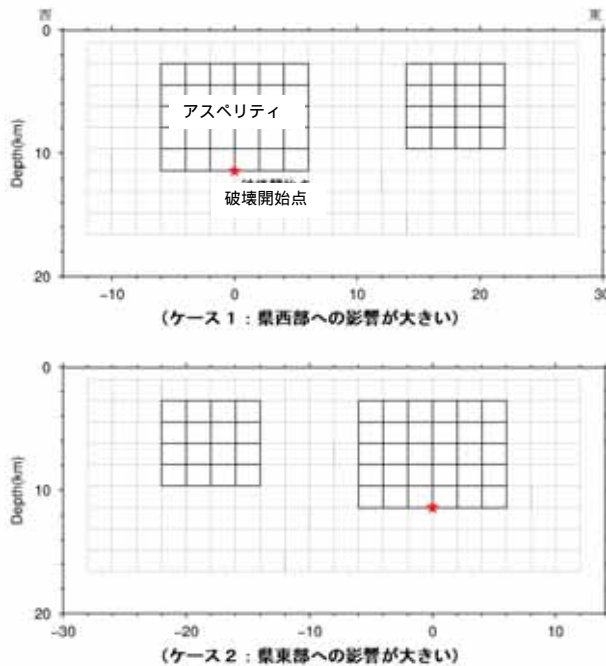 西 東
0
アスペリティ
10
破壊開始点
20
Depth(km)
-10 0 10 20 30
(ケース1:県西部への影響が大きい)
0
10
20
Depth(km)
-30 -20 -10 0 10
(ケース2:県東部への影響が大きい)